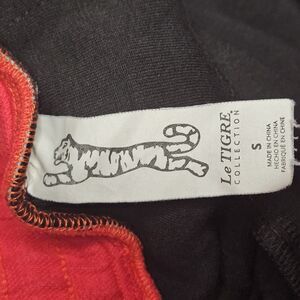 Le TIGRE
COLLECTION
S
MADE IN CHINA
HECHO EN CHINA
FABRIQUÉ EN CHINE